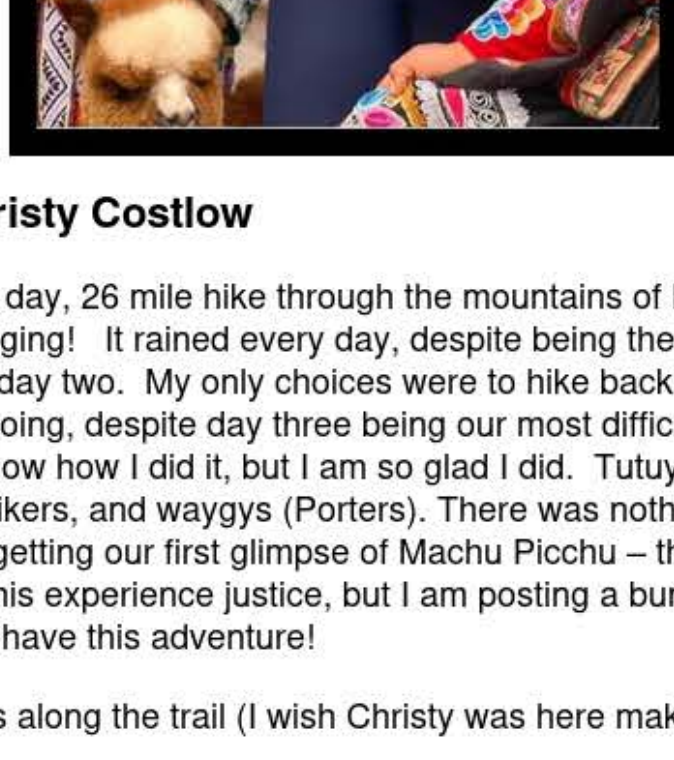 risty Costlow
day, 26 mile hike through the mountains of
ging! It rained every day, despite being the
day two. My only choices were to hike back
oing, despite day three being our most diffic
ow how I did it, but I am so glad I did. Tutuy
ikers, and waygys (Porters). There was noth
getting our first glimpse of Machu Picchu – th
his experience justice, but I am posting a bun
have this adventure!
s along the trail (I wish Christy was here mak